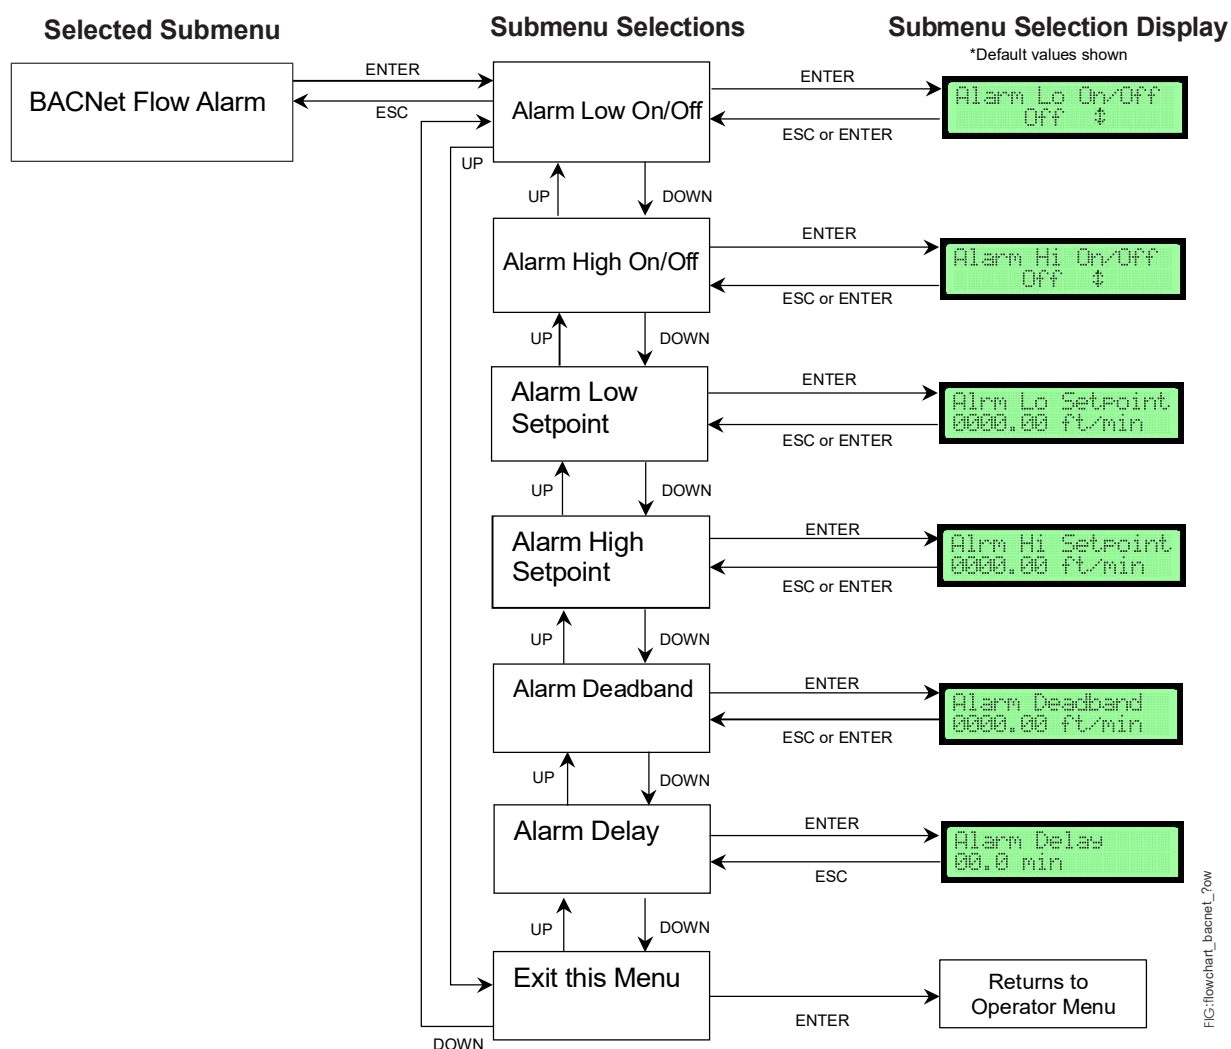 Selected Submenu
Submenu Selections
Submenu Selection Display
*Default values shown
BACNet Flow Alarm
ENTER
ESC
Alarm Low On/Off
ENTER
ESC or ENTER
Alarm Lo On/Off
Off ↕
UP
UP
DOWN
Alarm High On/Off
ENTER
ESC or ENTER
Alarm Hi On/Off
Off ↕
UP
DOWN
Alarm Low
Setpoint
ENTER
ESC or ENTER
Alrm Lo Setpoint
0000.00 ft/min
UP
DOWN
Alarm High
Setpoint
ENTER
ESC or ENTER
Alrm Hi Setpoint
0000.00 ft/min
UP
DOWN
Alarm Deadband
ENTER
ESC or ENTER
Alarm Deadband
0000.00 ft/min
UP
DOWN
Alarm Delay
ENTER
ESC
Alarm Delay
00.0 min
UP
DOWN
Exit this Menu
ENTER
Returns to
Operator Menu
DOWN
FIG:flowchart_bacnet_?ow